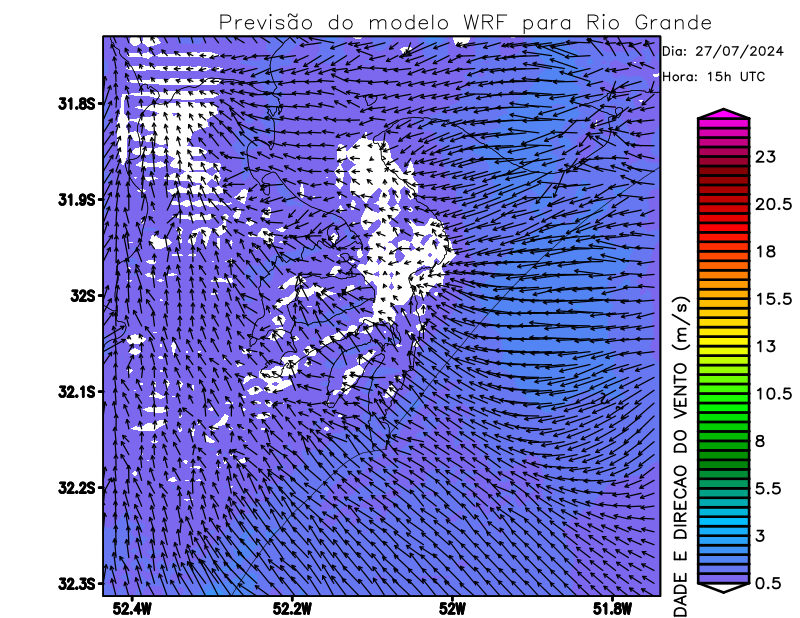 Previsão do modelo WRF para Rio Grande
Dia: 27/07/2024
Hora: 15h UTC
31.8S
31.9S
32S
32.1S
32.2S
32.3S
52.4W
52.2W
52W
51.8W
23
20.5
18
15.5
13
10.5
8
5.5
3
0.5
DADE E DIRECAO DO VENTO (m/s)